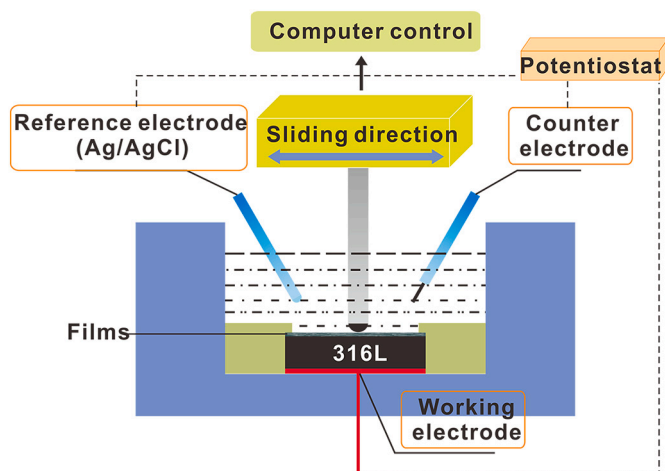 Computer control
Potentiostat
Reference electrode
(Ag/AgCl)
Sliding direction
Counter
electrode
Films
316L
Working
electrode